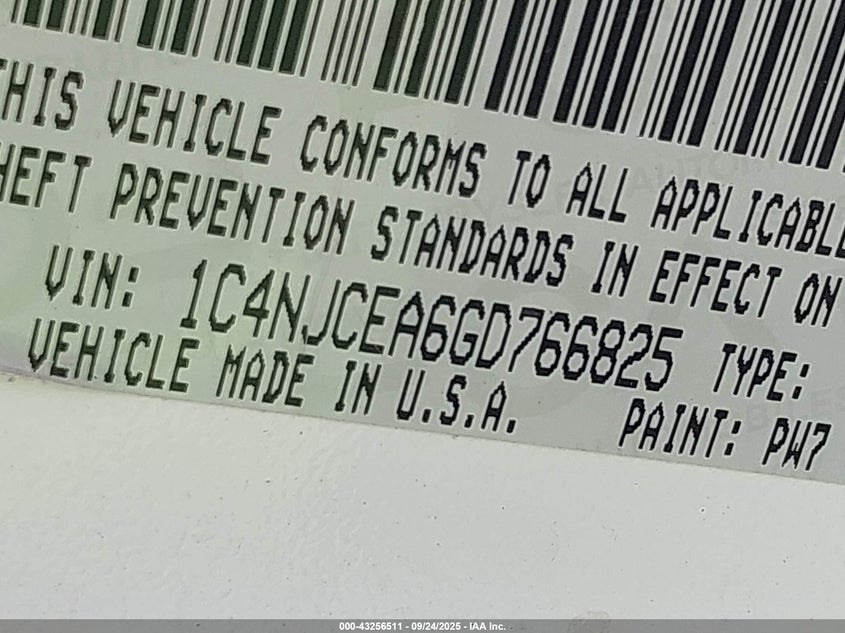 THIS VEHICLE CONFORMS TO ALL APPLICABLE
HEFT PREVENTION STANDARDS IN EFFECT ON
VIN: 1C4NJCEA6GD766825 TYPE:
VEHICLE MADE IN U.S.A. PAINT: PW7
000-43256511 - 09/24/2025 - IAA Inc.